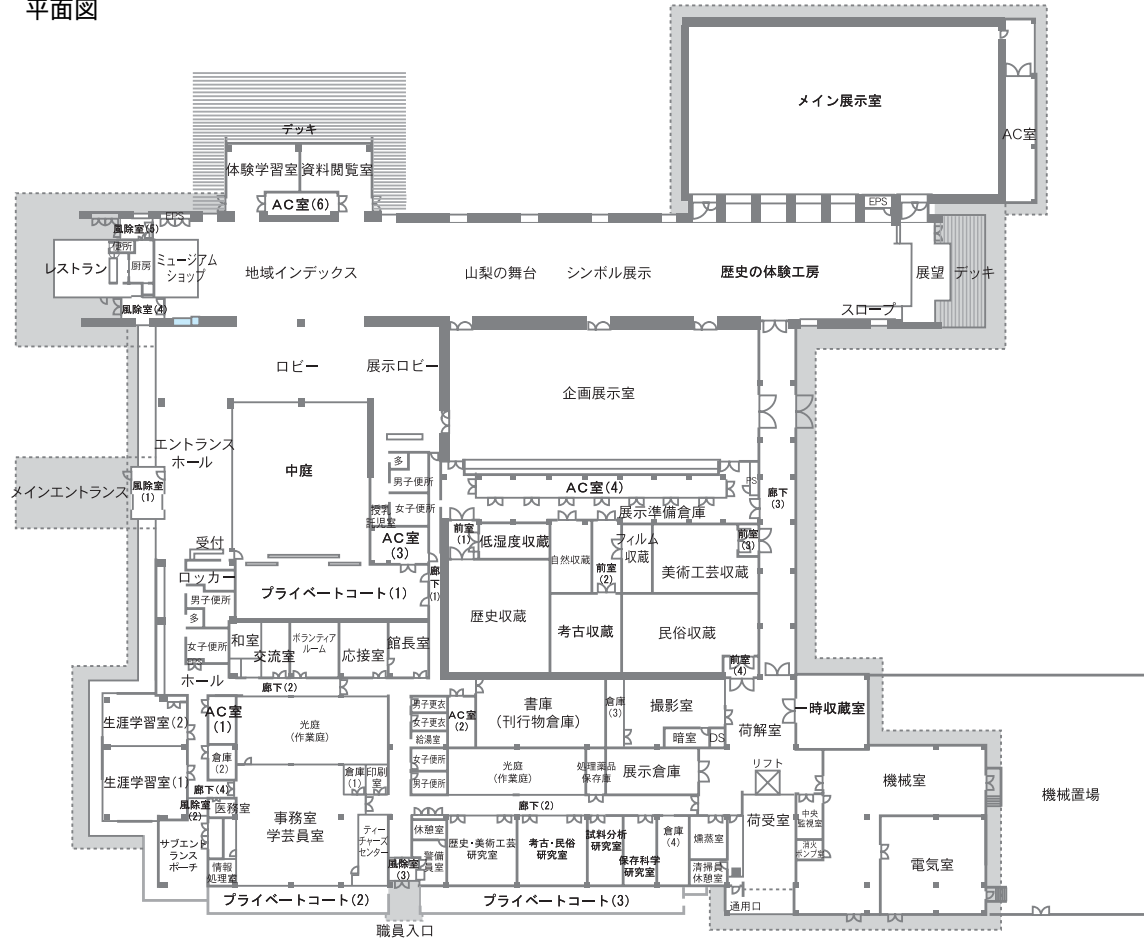 平面図
メイン展示室
AC室
デッキ
体験学習室
資料閲覧室
AC室(6)
EPS
EPS
風除室(5)
便所
レストラン
厨房
ミュージアム
ショップ
地域インデックス
山梨の舞台
シンボル展示
歴史の体験工房
展望
デッキ
風除室(4)
スロープ
ロビー
展示ロビー
企画展示室
エントランス
ホール
中庭
多
男子便所
女子便所
授乳
託児室
AC室
(3)
メインエントランス
風除室
(1)
AC室(4)
PS
廊下
(3)
展示準備倉庫
前室
(1)
低湿度収蔵
自然収蔵
前室
(2)
フィルム
収蔵
前室
(3)
美術工芸収蔵
受付
ロッカー
男子便所
多
女子便所
EPS
ホール
プライベートコート(1)
廊
下
(1)
歴史収蔵
考古収蔵
民俗収蔵
前室
(4)
和室
交流室
ボランティア
ルーム
応接室
館長室
廊下(2)
生涯学習室(2)
生涯学習室(1)
AC室
(1)
倉庫
(2)
廊下(4)
風除室
(2)
医務室
光庭
(作業庭)
倉庫
(1)
印刷
室
事務室
学芸員室
サブエント
ランス
ポーチ
情報
処理室
ティー
チャーズ
センター
男子更衣
女子更衣
給湯室
女子便所
男子便所
AC室
(2)
書庫
(刊行物倉庫)
倉庫
(3)
撮影室
暗室
DS
荷解室
一時収蔵室
光庭
(作業庭)
処理薬品
保存庫
展示倉庫
リフト
機械室
機械置場
廊下(2)
休憩室
警備
員室
風除室
(3)
歴史・美術工芸
研究室
考古・民俗
研究室
試料分析
研究室
保存科学
研究室
倉庫
(4)
燻蒸室
清掃員
休憩室
荷受室
中央
監視室
消火
ポンプ室
電気室
通用口
プライベートコート(2)
プライベートコート(3)
職員入口